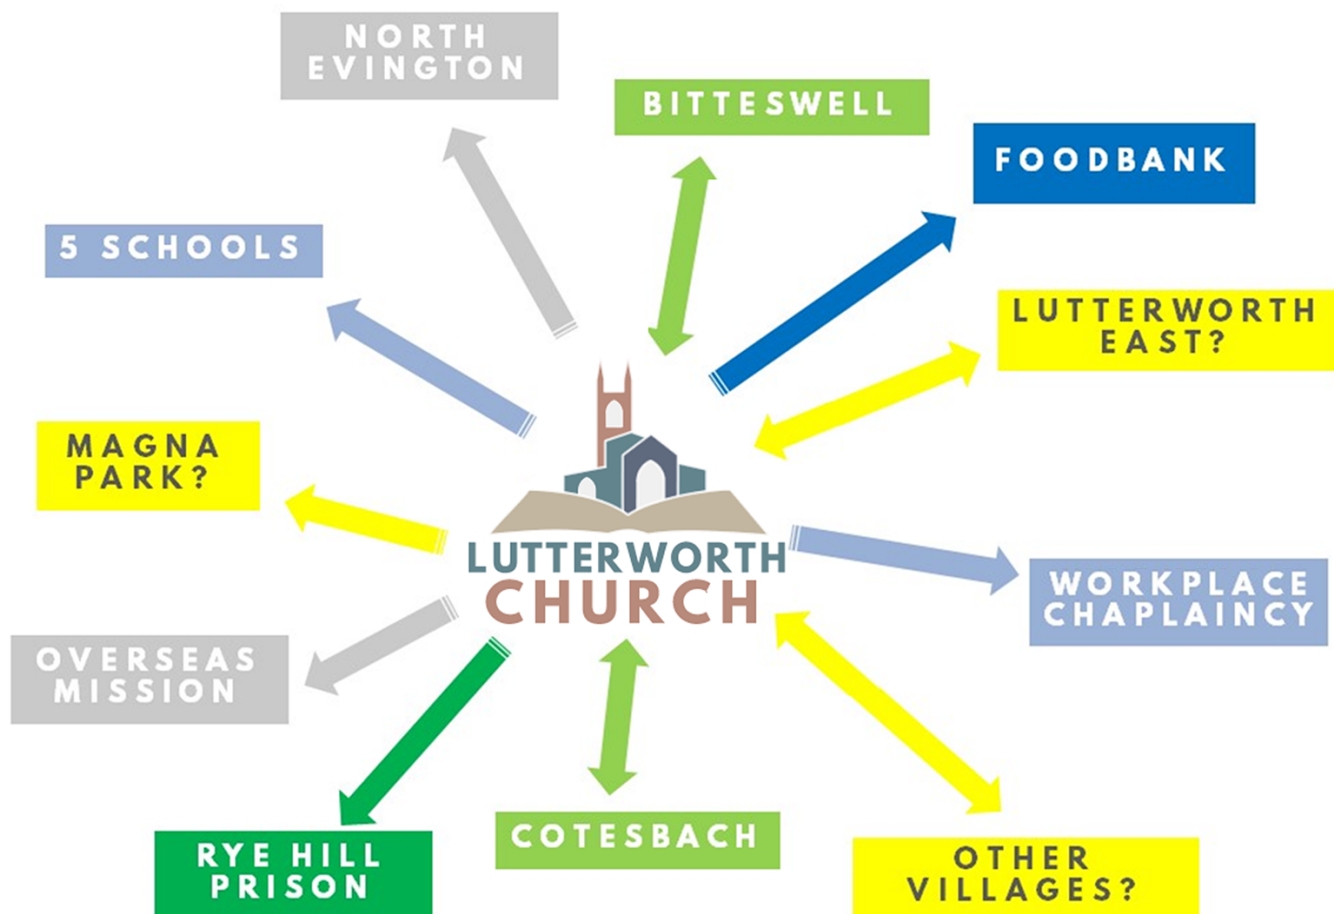 NORTH
EVINGTON
BITTESWELL
FOODBANK
5 SCHOOLS
LUTTERWORTH
EAST?
MAGNA
PARK?
LUTTERWORTH
CHURCH
WORKPLACE
CHAPLAINCY
OVERSEAS
MISSION
COTESBACH
RYE HILL
PRISON
OTHER
VILLAGES?